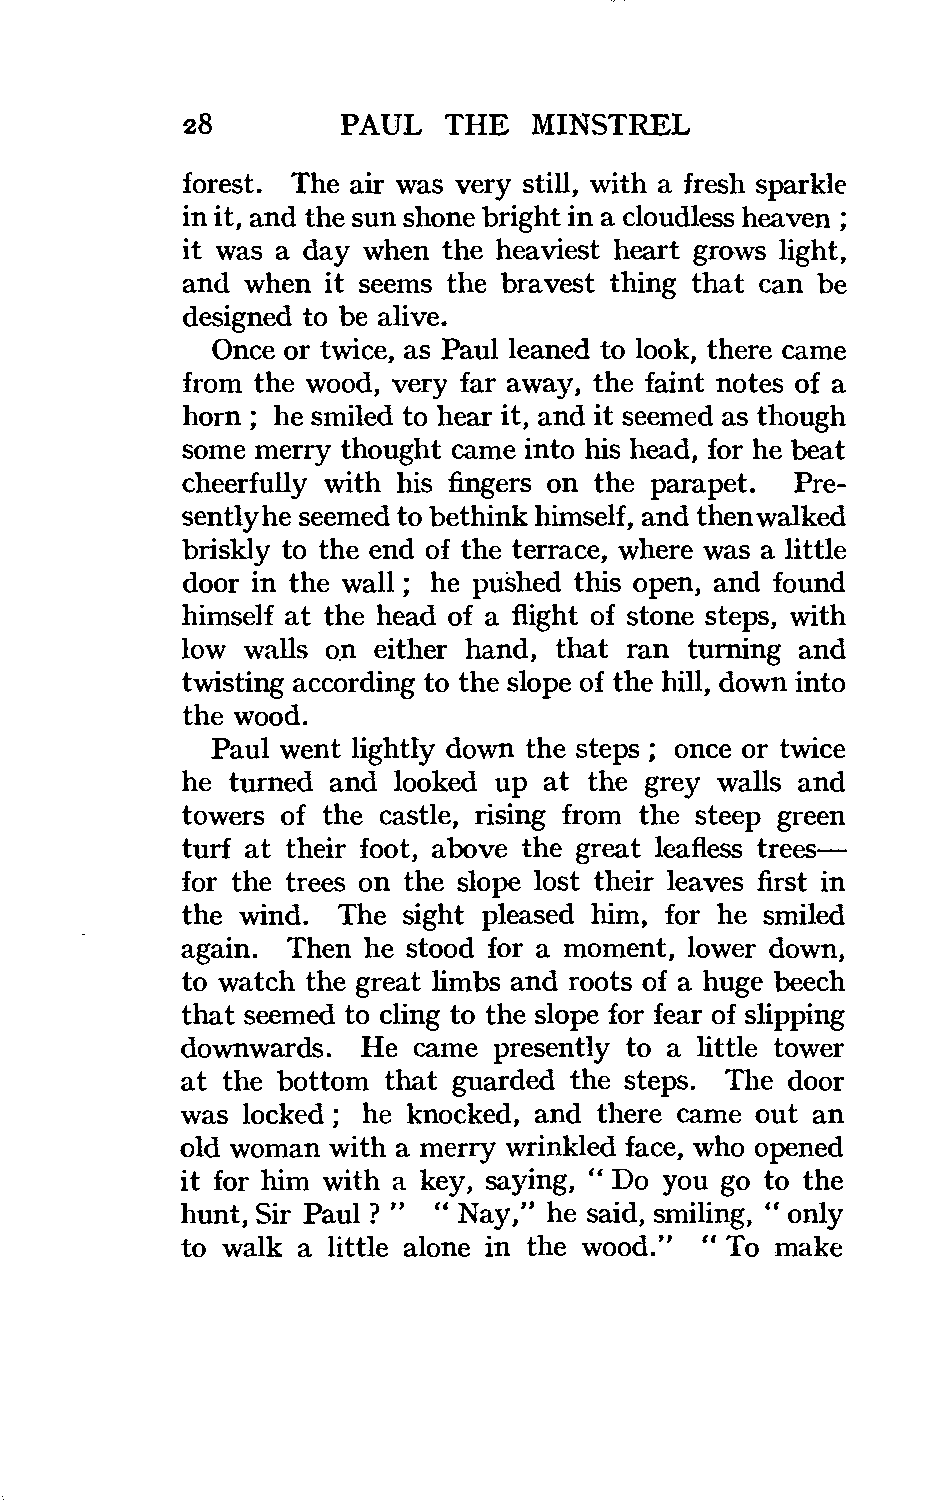 28 PAUL THE MINSTREL
forest. The air was very still, with a fresh sparkle
in it, and the sun shone bright in a cloudless heaven ;
it was a day when the heaviest heart grows light,
and when it seems the bravest thing that can be
designed to be alive.
Once or twice, as Paul leaned to look, there came
from the wood, very far away, the faint notes of a
horn ; he smiled to hear it, and it seemed as though
some merry thought came into his head, for he beat
cheerfully with his fingers on the parapet. Pre-
sently he seemed to bethink himself, and then walked
briskly to the end of the terrace, where was a little
door in the wall ; he pushed this open, and found
himself at the head of a flight of stone steps, with
low walls on either hand, that ran turning and
twisting according to the slope of the hill, down into
the wood.
Paul went lightly down the steps ; once or twice
he turned and looked up at the grey walls and
towers of the castle, rising from the steep green
turf at their foot, above the great leafless trees—
for the trees on the slope lost their leaves first in
the wind. The sight pleased him, for he smiled
again. Then he stood for a moment, lower down,
to watch the great limbs and roots of a huge beech
that seemed to cling to the slope for fear of slipping
downwards. He came presently to a little tower
at the bottom that guarded the steps. The door
was locked ; he knocked, and there came out an
old woman with a merry wrinkled face, who opened
it for him with a key, saying, " Do you go to the
hunt, Sir Paul ? " " Nay," he said, smiling, " only
to walk a little alone in the wood." " To make